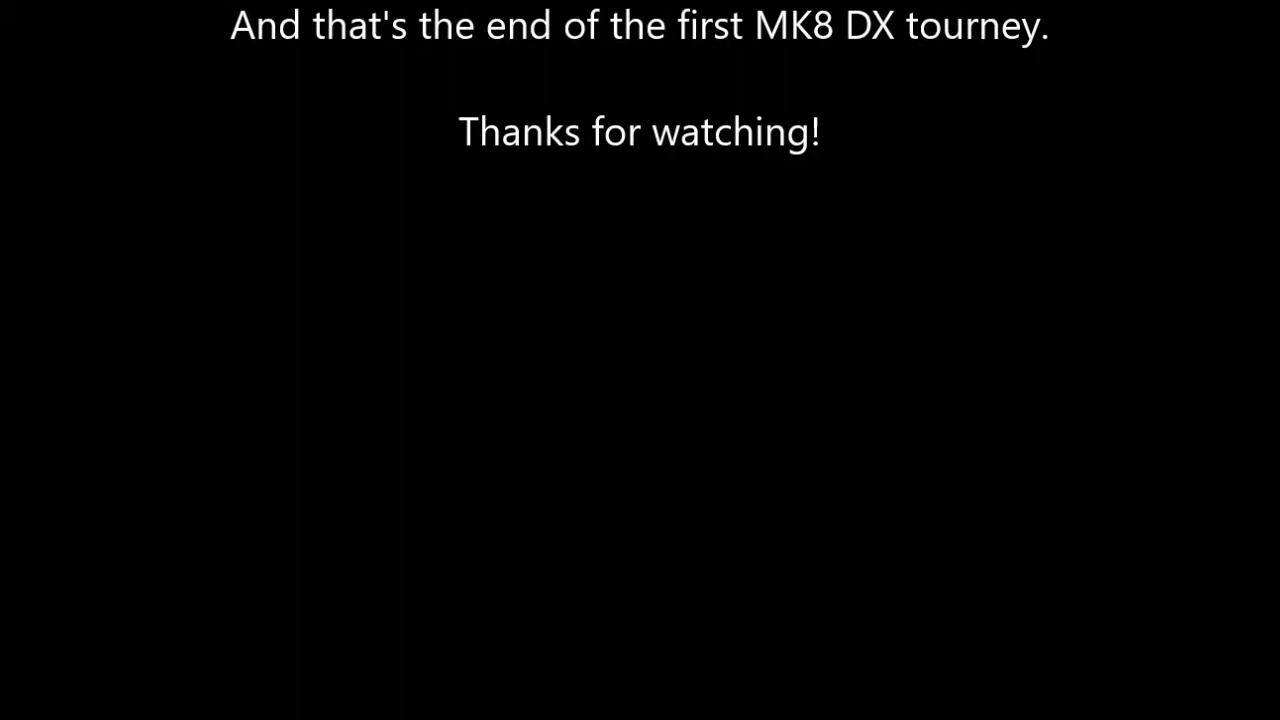 And that's the end of the first MK8 DX tourney.
Thanks for watching!